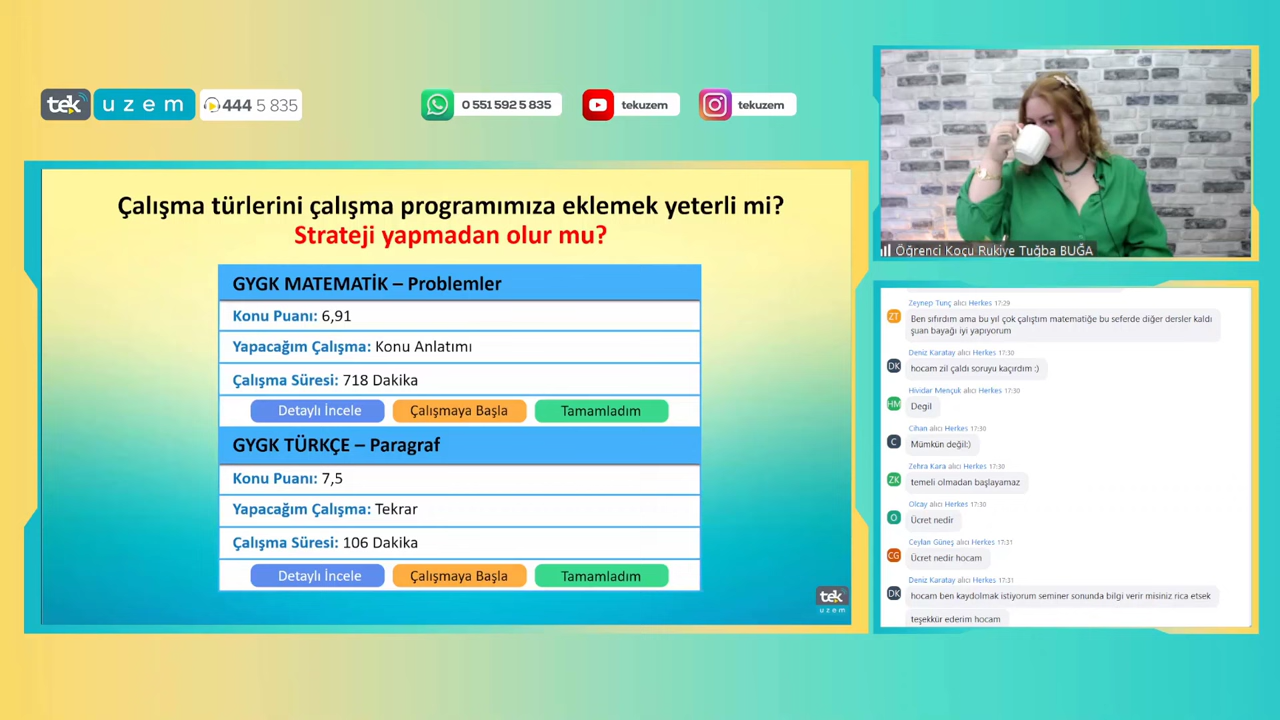 tek uzem 444 5 835
0 551 592 5 835
tekuzem
tekuzem
Çalışma türlerini çalışma programımıza eklemek yeterli mi?
Strateji yapmadan olur mu?
GYGK MATEMATİK – Problemler
Konu Puanı: 6,91
Yapacağım Çalışma: Konu Anlatımı
Çalışma Süresi: 718 Dakika
Detaylı İncele Çalışmaya Başla Tamamladım
GYGK TÜRKÇE – Paragraf
Konu Puanı: 7,5
Yapacağım Çalışma: Tekrar
Çalışma Süresi: 106 Dakika
Detaylı İncele Çalışmaya Başla Tamamladım
tek
uzem
Öğrenci Koçu Rukiye Tuğba BUĞA
Zeynep Tunç alıcı Herkes 17:29
ZT
Ben sıfırdım ama bu yıl çok çalıştım matematiğe bu seferde diğer dersler kaldı
şuan bayağı iyi yapıyorum
Deniz Karatay alıcı Herkes 17:30
DK
hocam zil çaldı soruyu kaçırdım :)
Hividar Mençuk alıcı Herkes 17:30
HM
Degil
Cihan alıcı Herkes 17:30
C
Mümkün değil:)
Zehra Kara alıcı Herkes 17:30
ZK
temeli olmadan başlayamaz
Olcay alıcı Herkes 17:30
O
Ücret nedir
Ceylan Güneş alıcı Herkes 17:31
CG
Ücret nedir hocam
Deniz Karatay alıcı Herkes 17:31
DK
hocam ben kaydolmak istiyorum seminer sonunda bilgi verir misiniz rica etsek
teşekkür ederim hocam